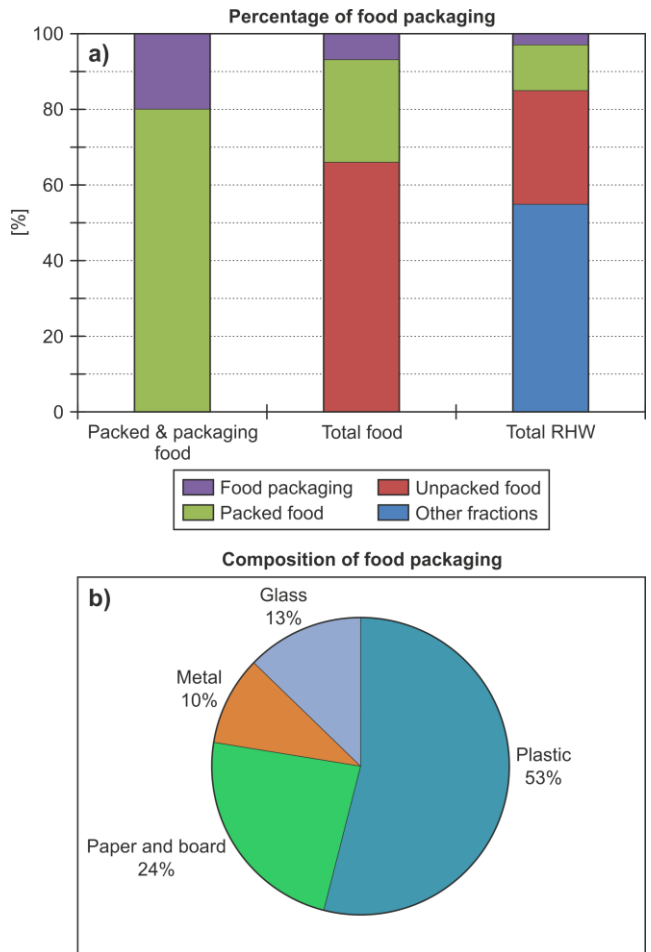 Percentage of food packaging
a)
[%]
100
80
60
40
20
0
Packed & packaging
food
Total food
Total RHW
Food packaging
Unpacked food
Packed food
Other fractions
Composition of food packaging
b)
Glass
13%
Metal
10%
Plastic
53%
Paper and board
24%